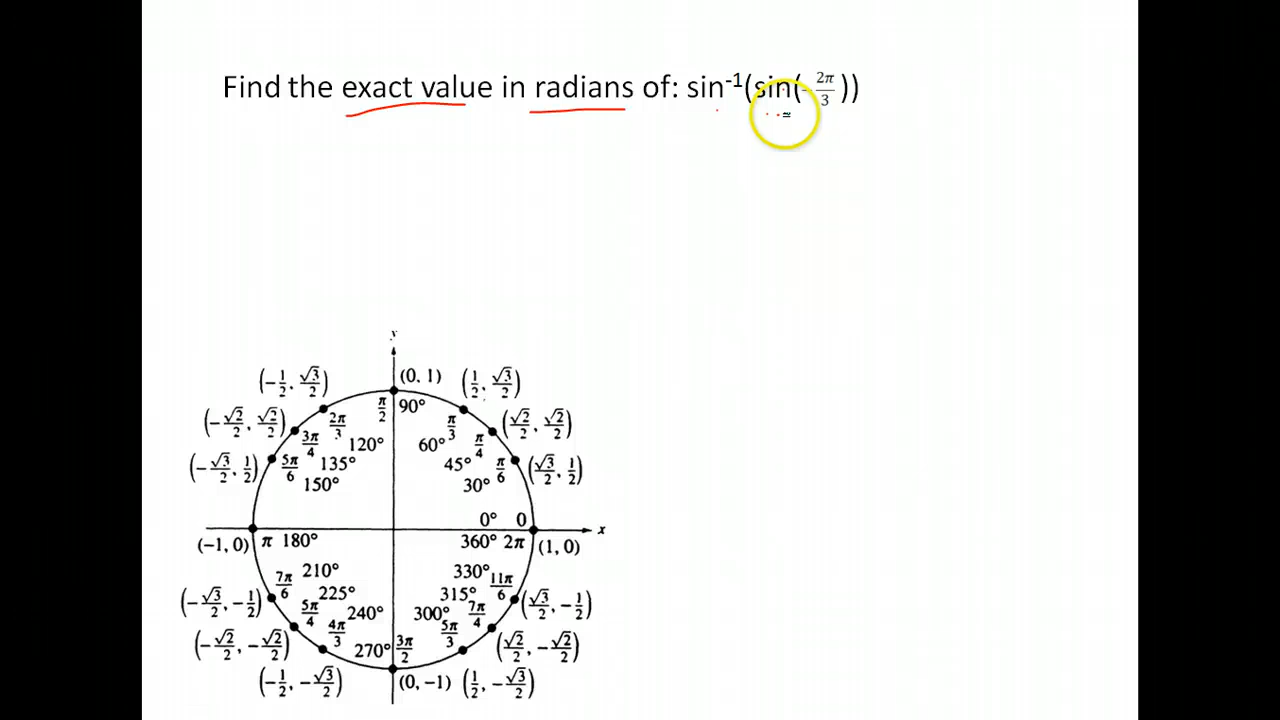 Find the exact value in radians of: sin⁻¹(sin(-2π/3))
y
(-1/2, √3/2) (0, 1) (1/2, √3/2)
π/2 90°
(-√2/2, √2/2) 2π/3 π/3 (√2/2, √2/2)
3π/4 120° 60° π/4
(-√3/2, 1/2) 5π/6 135° 45° π/6 (√3/2, 1/2)
150° 30°
0° 0
x
(-1, 0) π 180° 360° 2π (1, 0)
7π/6 210° 330° 11π/6
(-√3/2, -1/2) 225° 315° (√3/2, -1/2)
5π/4 240° 300° 7π/4
(-√2/2, -√2/2) 4π/3 5π/3 (√2/2, -√2/2)
270° 3π/2
(-1/2, -√3/2) (0, -1) (1/2, -√3/2)